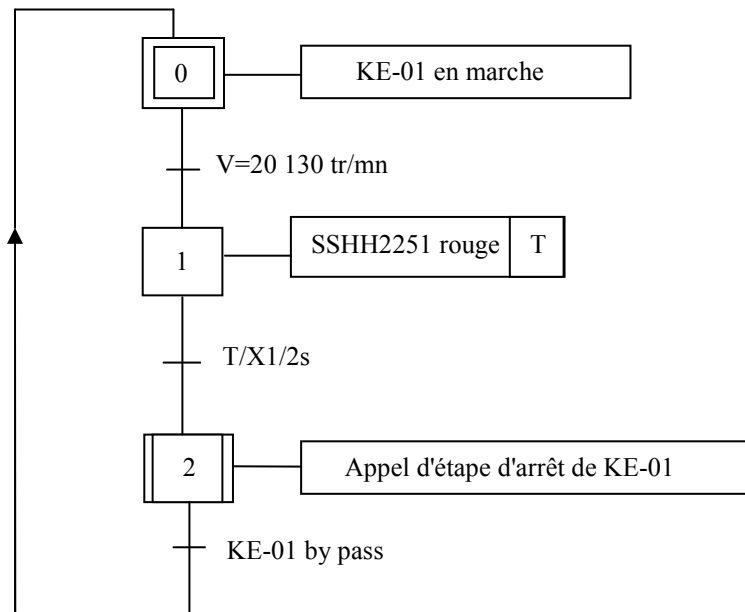 0
KE-01 en marche
V=20 130 tr/mn
1
SSHH2251 rouge
T
T/X1/2s
2
Appel d'étape d'arrêt de KE-01
KE-01 by pass